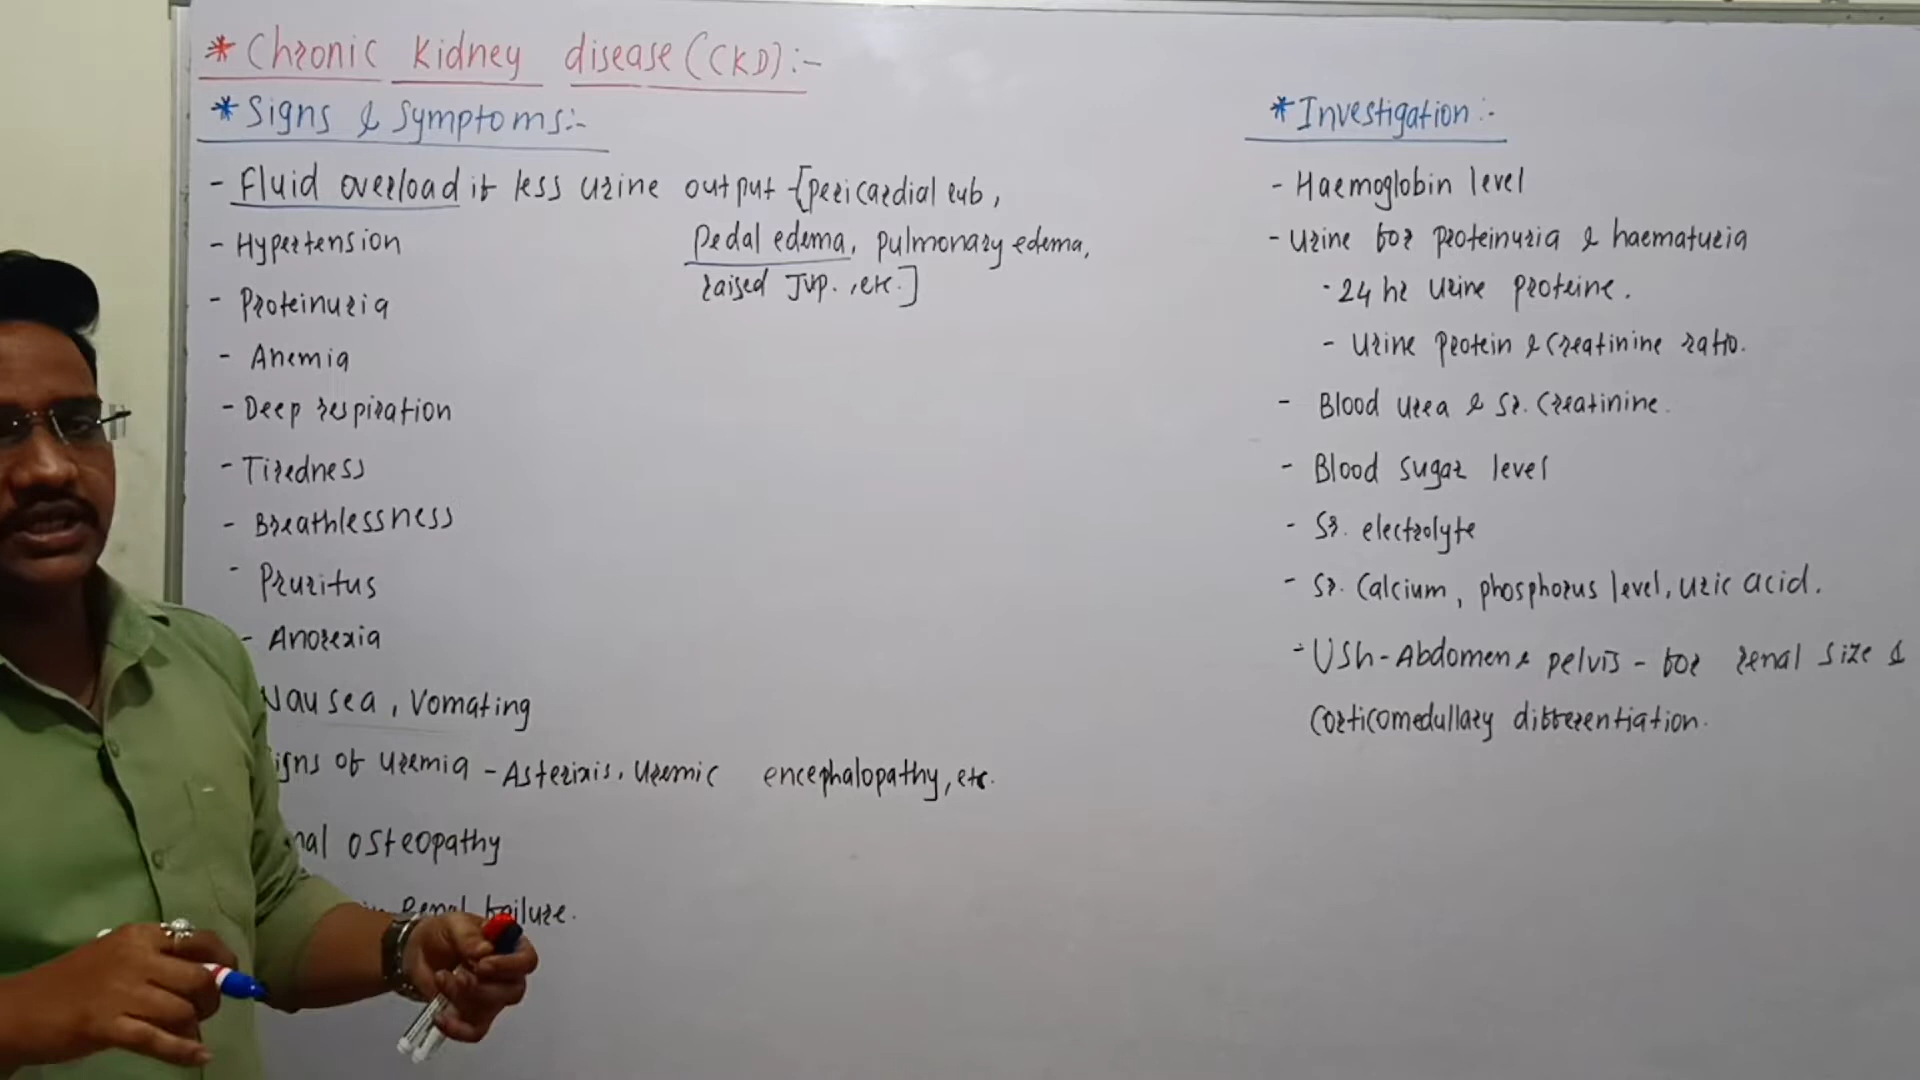 * Chronic Kidney disease (CKD):-
* Signs & Symptoms:-
- Fluid overload if less urine output - [pericardial rub,
pedal edema, pulmonary edema,
raised JVP., etc.]
- Hypertension
- Proteinuria
- Anemia
- Deep respiration
- Tiredness
- Breathlessness
- Pruritus
- Anorexia
Nausea, Vomating
igns of uremia - Asterixis, Uremic encephalopathy, etc.
nal osteopathy
Renal failure.
* Investigation:-
- Haemoglobin level
- Urine for proteinuria & haematuria
· 24 hr urine proteine.
- Urine protein & creatinine ratio.
- Blood urea & Sr. Creatinine.
- Blood sugar level
- Sr. electrolyte
- Sr. Calcium, phosphorus level, uric acid.
- USG-Abdomen & pelvis - for renal size &
Corticomedullary differentiation.